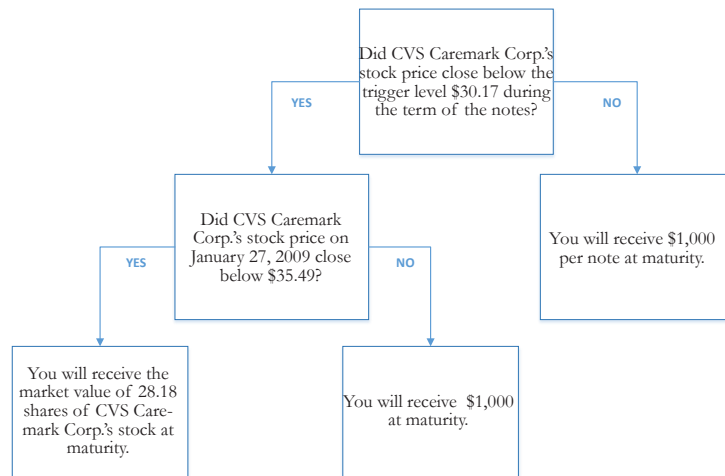 Did CVS Caremark Corp.'s
stock price close below the
trigger level $30.17 during
the term of the notes?
YES
NO
Did CVS Caremark
Corp.'s stock price on
January 27, 2009 close
below $35.49?
You will receive $1,000
per note at maturity.
YES
NO
You will receive the
market value of 28.18
shares of CVS Care-
mark Corp.'s stock at
maturity.
You will receive $1,000
at maturity.